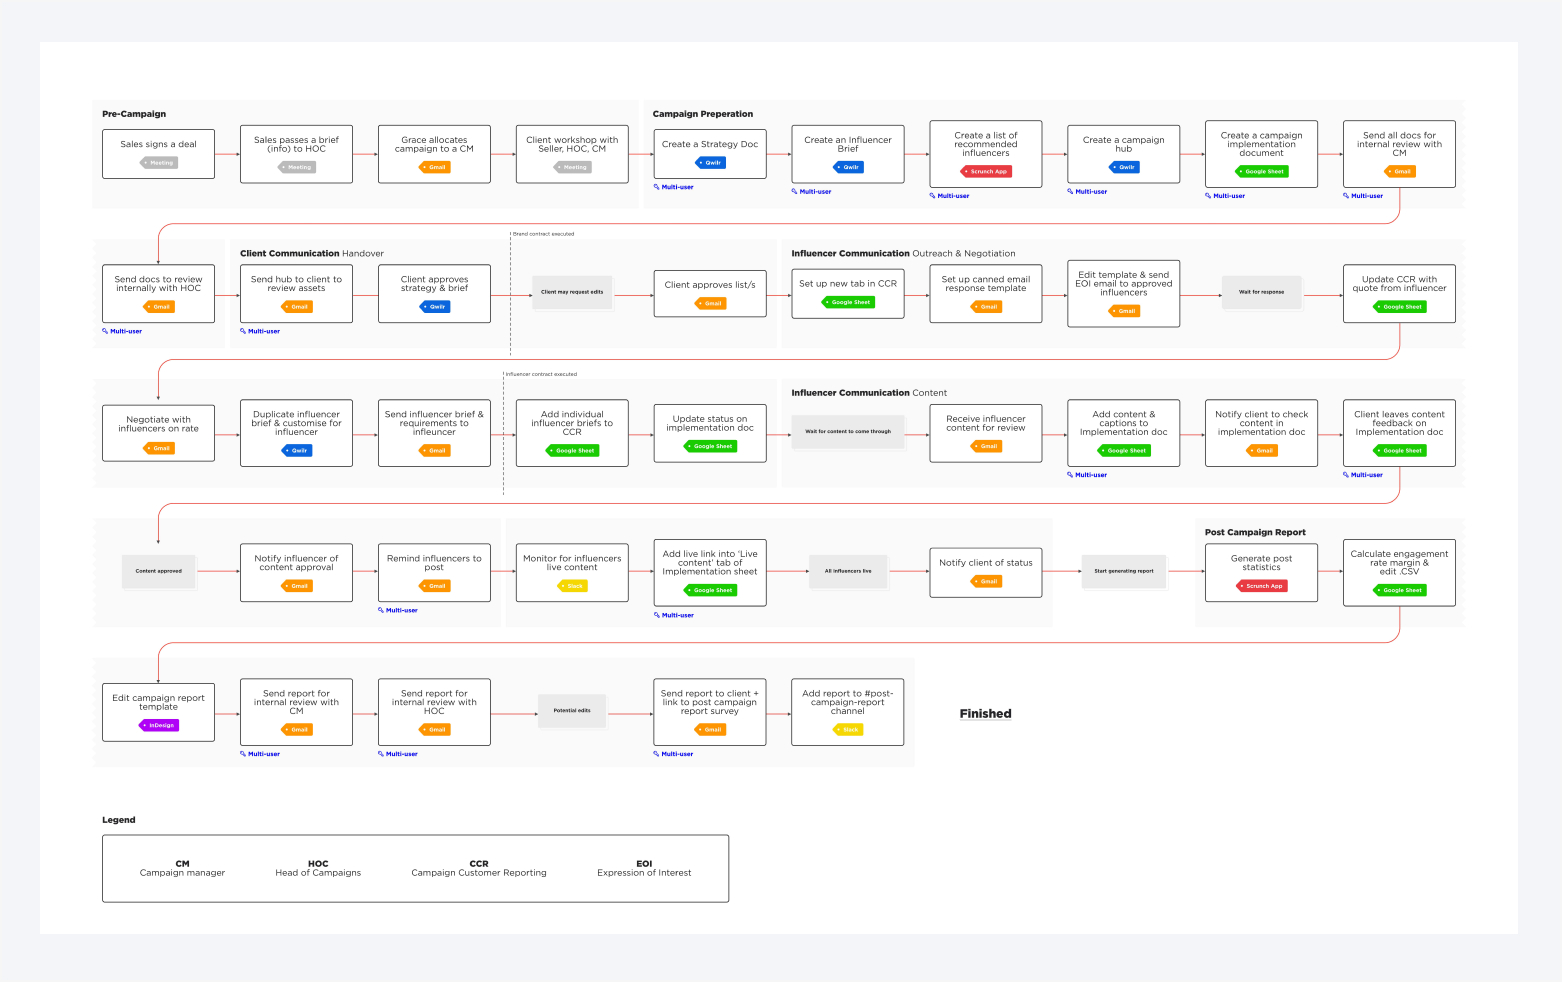 Pre-Campaign
Campaign Preperation
Sales signs a deal
Meeting
Sales passes a brief
(info) to HOC
Meeting
Grace allocates
campaign to a CM
Gmail
Client workshop with
Seller, HOC, CM
Meeting
Create a Strategy Doc
Qwilr
Multi-user
Create an Influencer
Brief
Qwilr
Multi-user
Create a list of
recommended
influencers
Scrunch App
Multi-user
Create a campaign
hub
Qwilr
Multi-user
Create a campaign
implementation
document
Google Sheet
Multi-user
Send all docs for
internal review with
CM
Gmail
Multi-user
Brand contract executed
Client Communication Handover
Influencer Communication Outreach & Negotiation
Send docs to review
internally with HOC
Gmail
Multi-user
Send hub to client to
review assets
Gmail
Multi-user
Client approves
strategy & brief
Qwilr
Client may request edits
Client approves list/s
Gmail
Set up new tab in CCR
Google Sheet
Set up canned email
response template
Gmail
Edit template & send
EOI email to approved
influencers
Gmail
Wait for response
Update CCR with
quote from influencer
Google Sheet
Influencer contract executed
Influencer Communication Content
Negotiate with
influencers on rate
Gmail
Duplicate influencer
brief & customise for
influencer
Qwilr
Send influencer brief &
requirements to
infleuncer
Gmail
Add individual
influencer briefs to
CCR
Google Sheet
Update status on
implementation doc
Google Sheet
Wait for content to come through
Receive influencer
content for review
Gmail
Add content &
captions to
Implementation doc
Google Sheet
Multi-user
Notify client to check
content in
implementation doc
Gmail
Client leaves content
feedback on
Implementation doc
Google Sheet
Multi-user
Post Campaign Report
Content approved
Notify influencer of
content approval
Gmail
Remind influencers to
post
Gmail
Multi-user
Monitor for influencers
live content
Slack
Add live link into ‘Live
content’ tab of
Implementation sheet
Google Sheet
Multi-user
All influencers live
Notify client of status
Gmail
Start generating report
Generate post
statistics
Scrunch App
Calculate engagement
rate margin &
edit .CSV
Google Sheet
Edit campaign report
template
InDesign
Send report for
internal review with
CM
Gmail
Multi-user
Send report for
internal review with
HOC
Gmail
Multi-user
Potential edits
Send report to client +
link to post campaign
report survey
Gmail
Multi-user
Add report to #post-
campaign-report
channel
Slack
Finished
Legend
CM
Campaign manager
HOC
Head of Campaigns
CCR
Campaign Customer Reporting
EOI
Expression of Interest